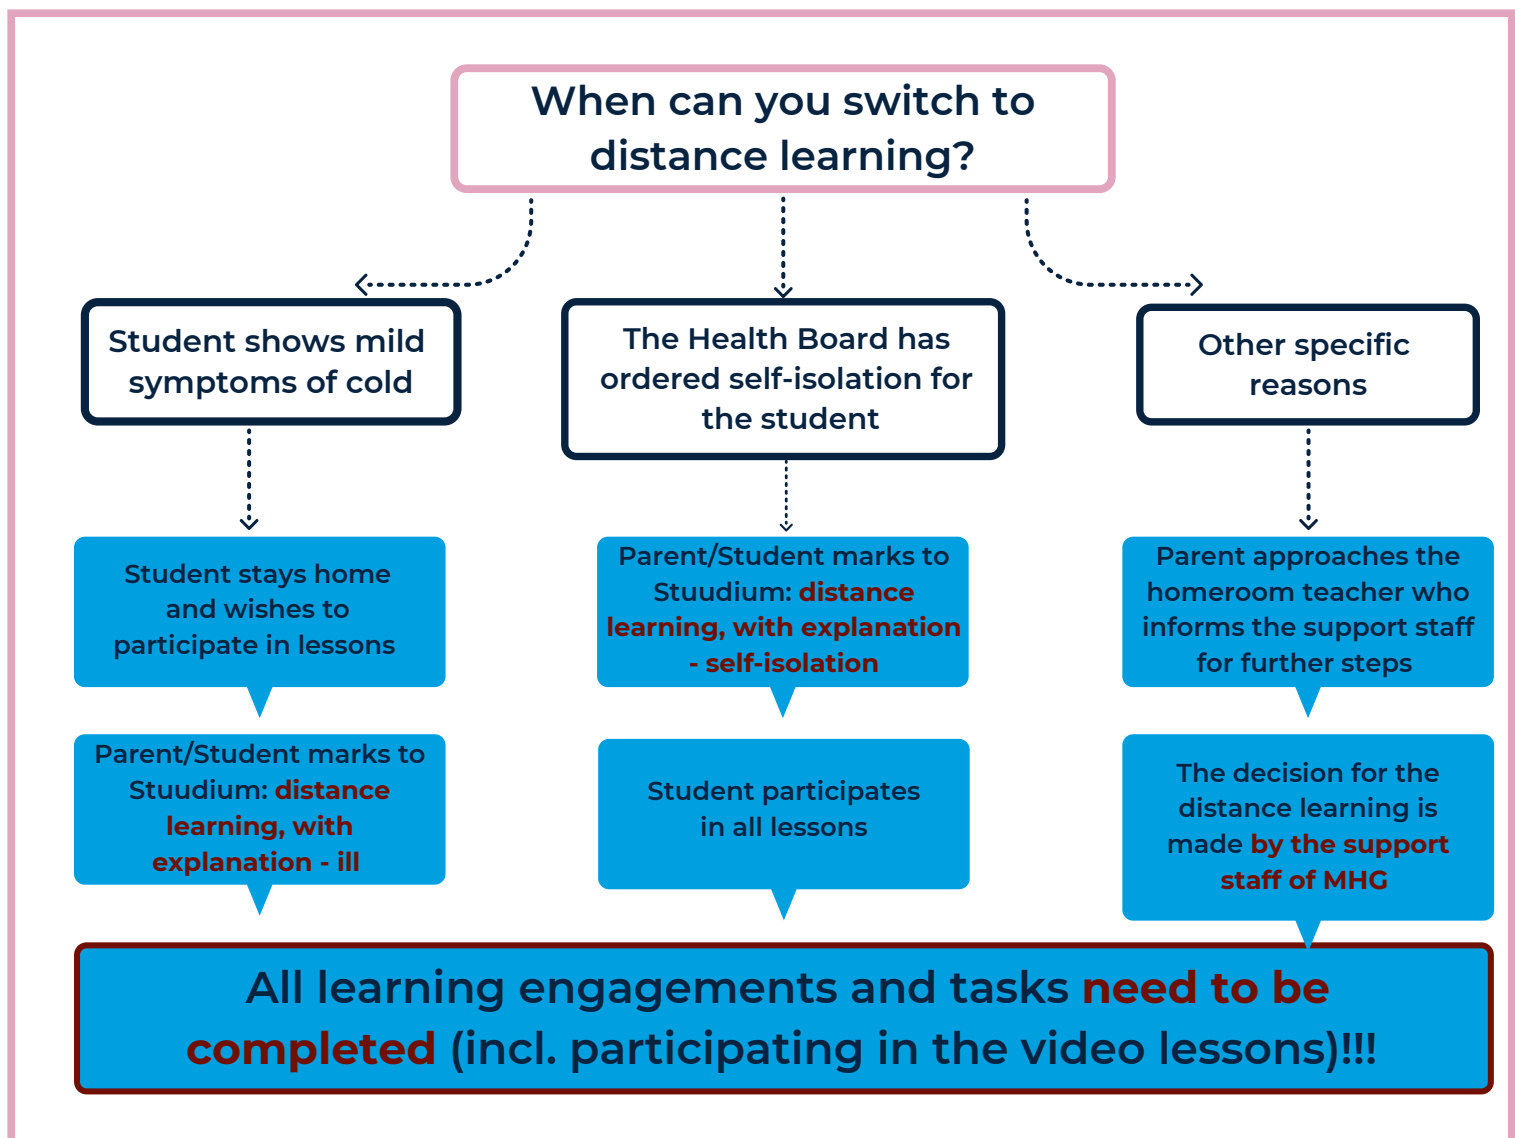 When can you switch to
distance learning?
Student shows mild
symptoms of cold
The Health Board has
ordered self-isolation for
the student
Other specific
reasons
Student stays home
and wishes to
participate in lessons
Parent/Student marks to
Stuudium: distance
learning, with explanation
- self-isolation
Parent approaches the
homeroom teacher who
informs the support staff
for further steps
Parent/Student marks to
Stuudium: distance
learning, with
explanation - ill
Student participates
in all lessons
The decision for the
distance learning is
made by the support
staff of MHG
All learning engagements and tasks need to be
completed (incl. participating in the video lessons)!!!